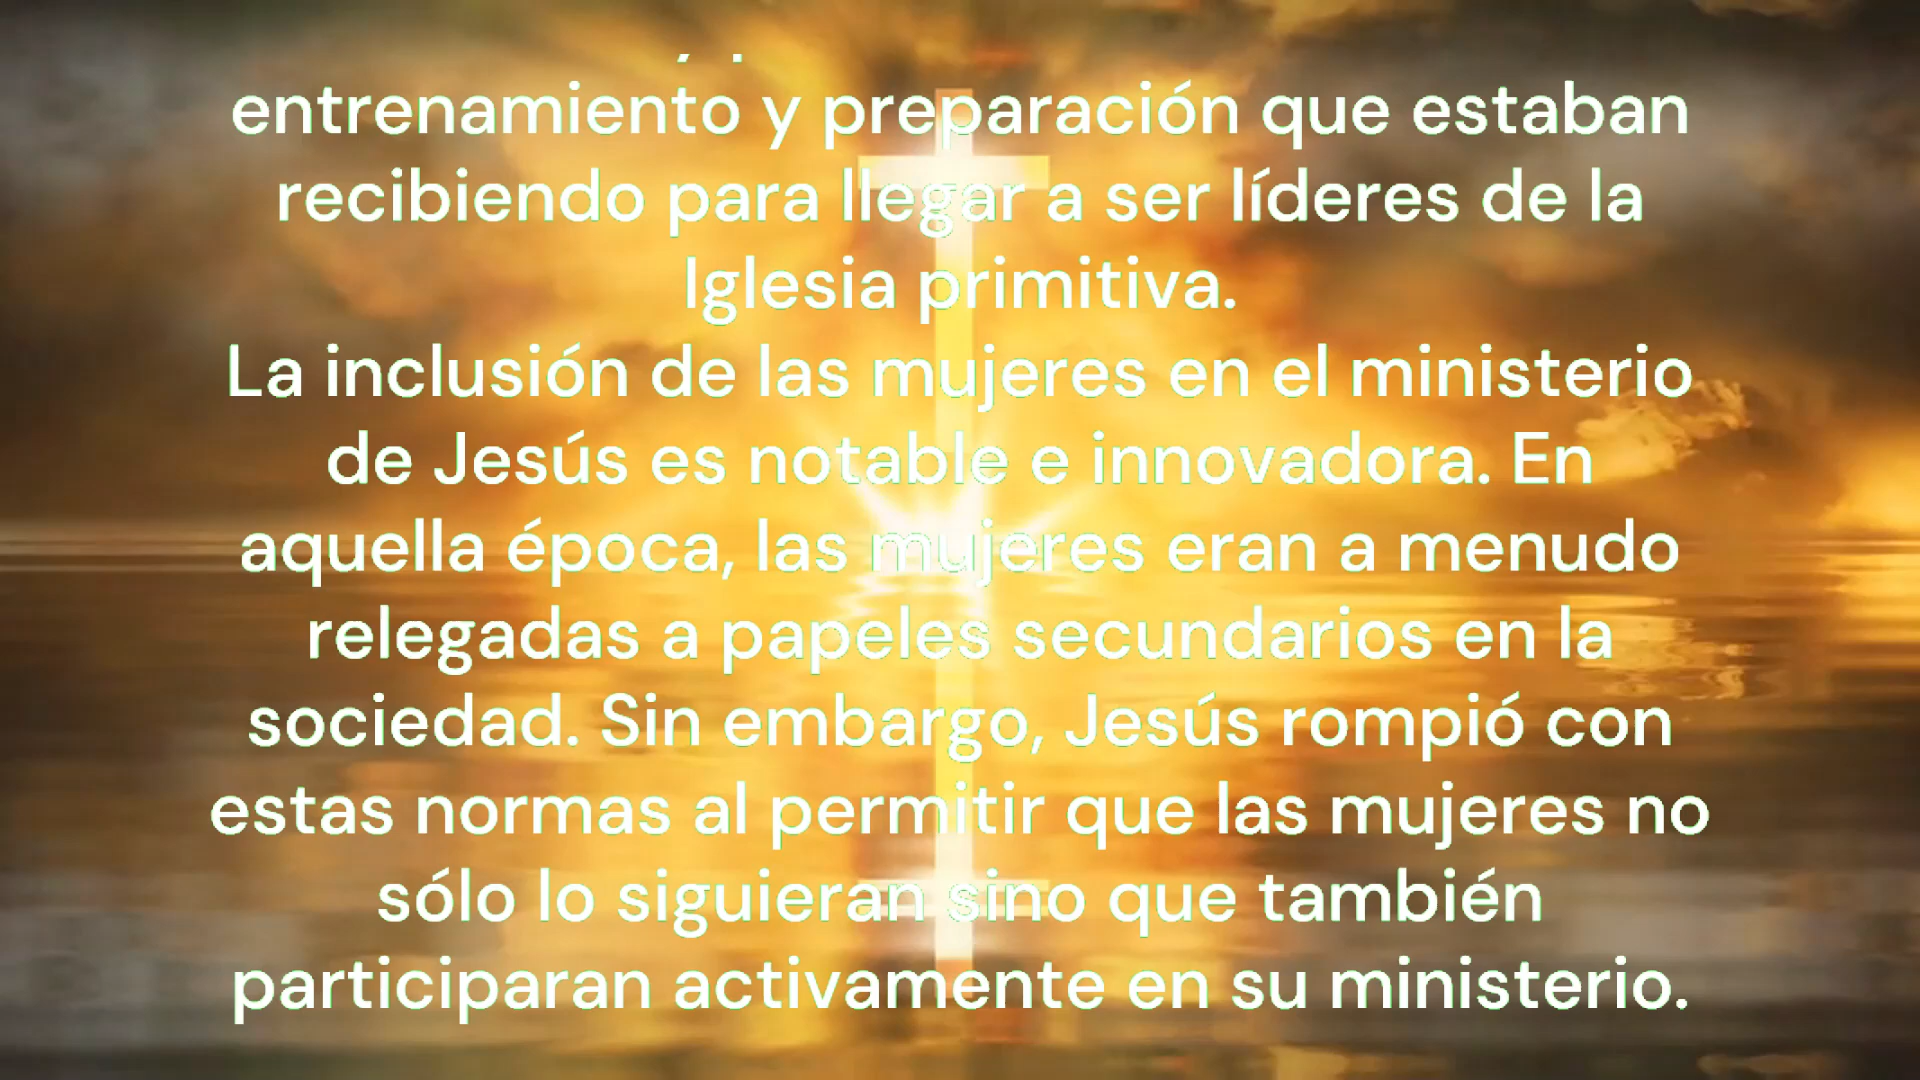 entrenamiento y preparación que estaban
recibiendo para llegar a ser líderes de la
Iglesia primitiva.
La inclusión de las mujeres en el ministerio
de Jesús es notable e innovadora. En
aquella época, las mujeres eran a menudo
relegadas a papeles secundarios en la
sociedad. Sin embargo, Jesús rompió con
estas normas al permitir que las mujeres no
sólo lo siguieran sino que también
participaran activamente en su ministerio.